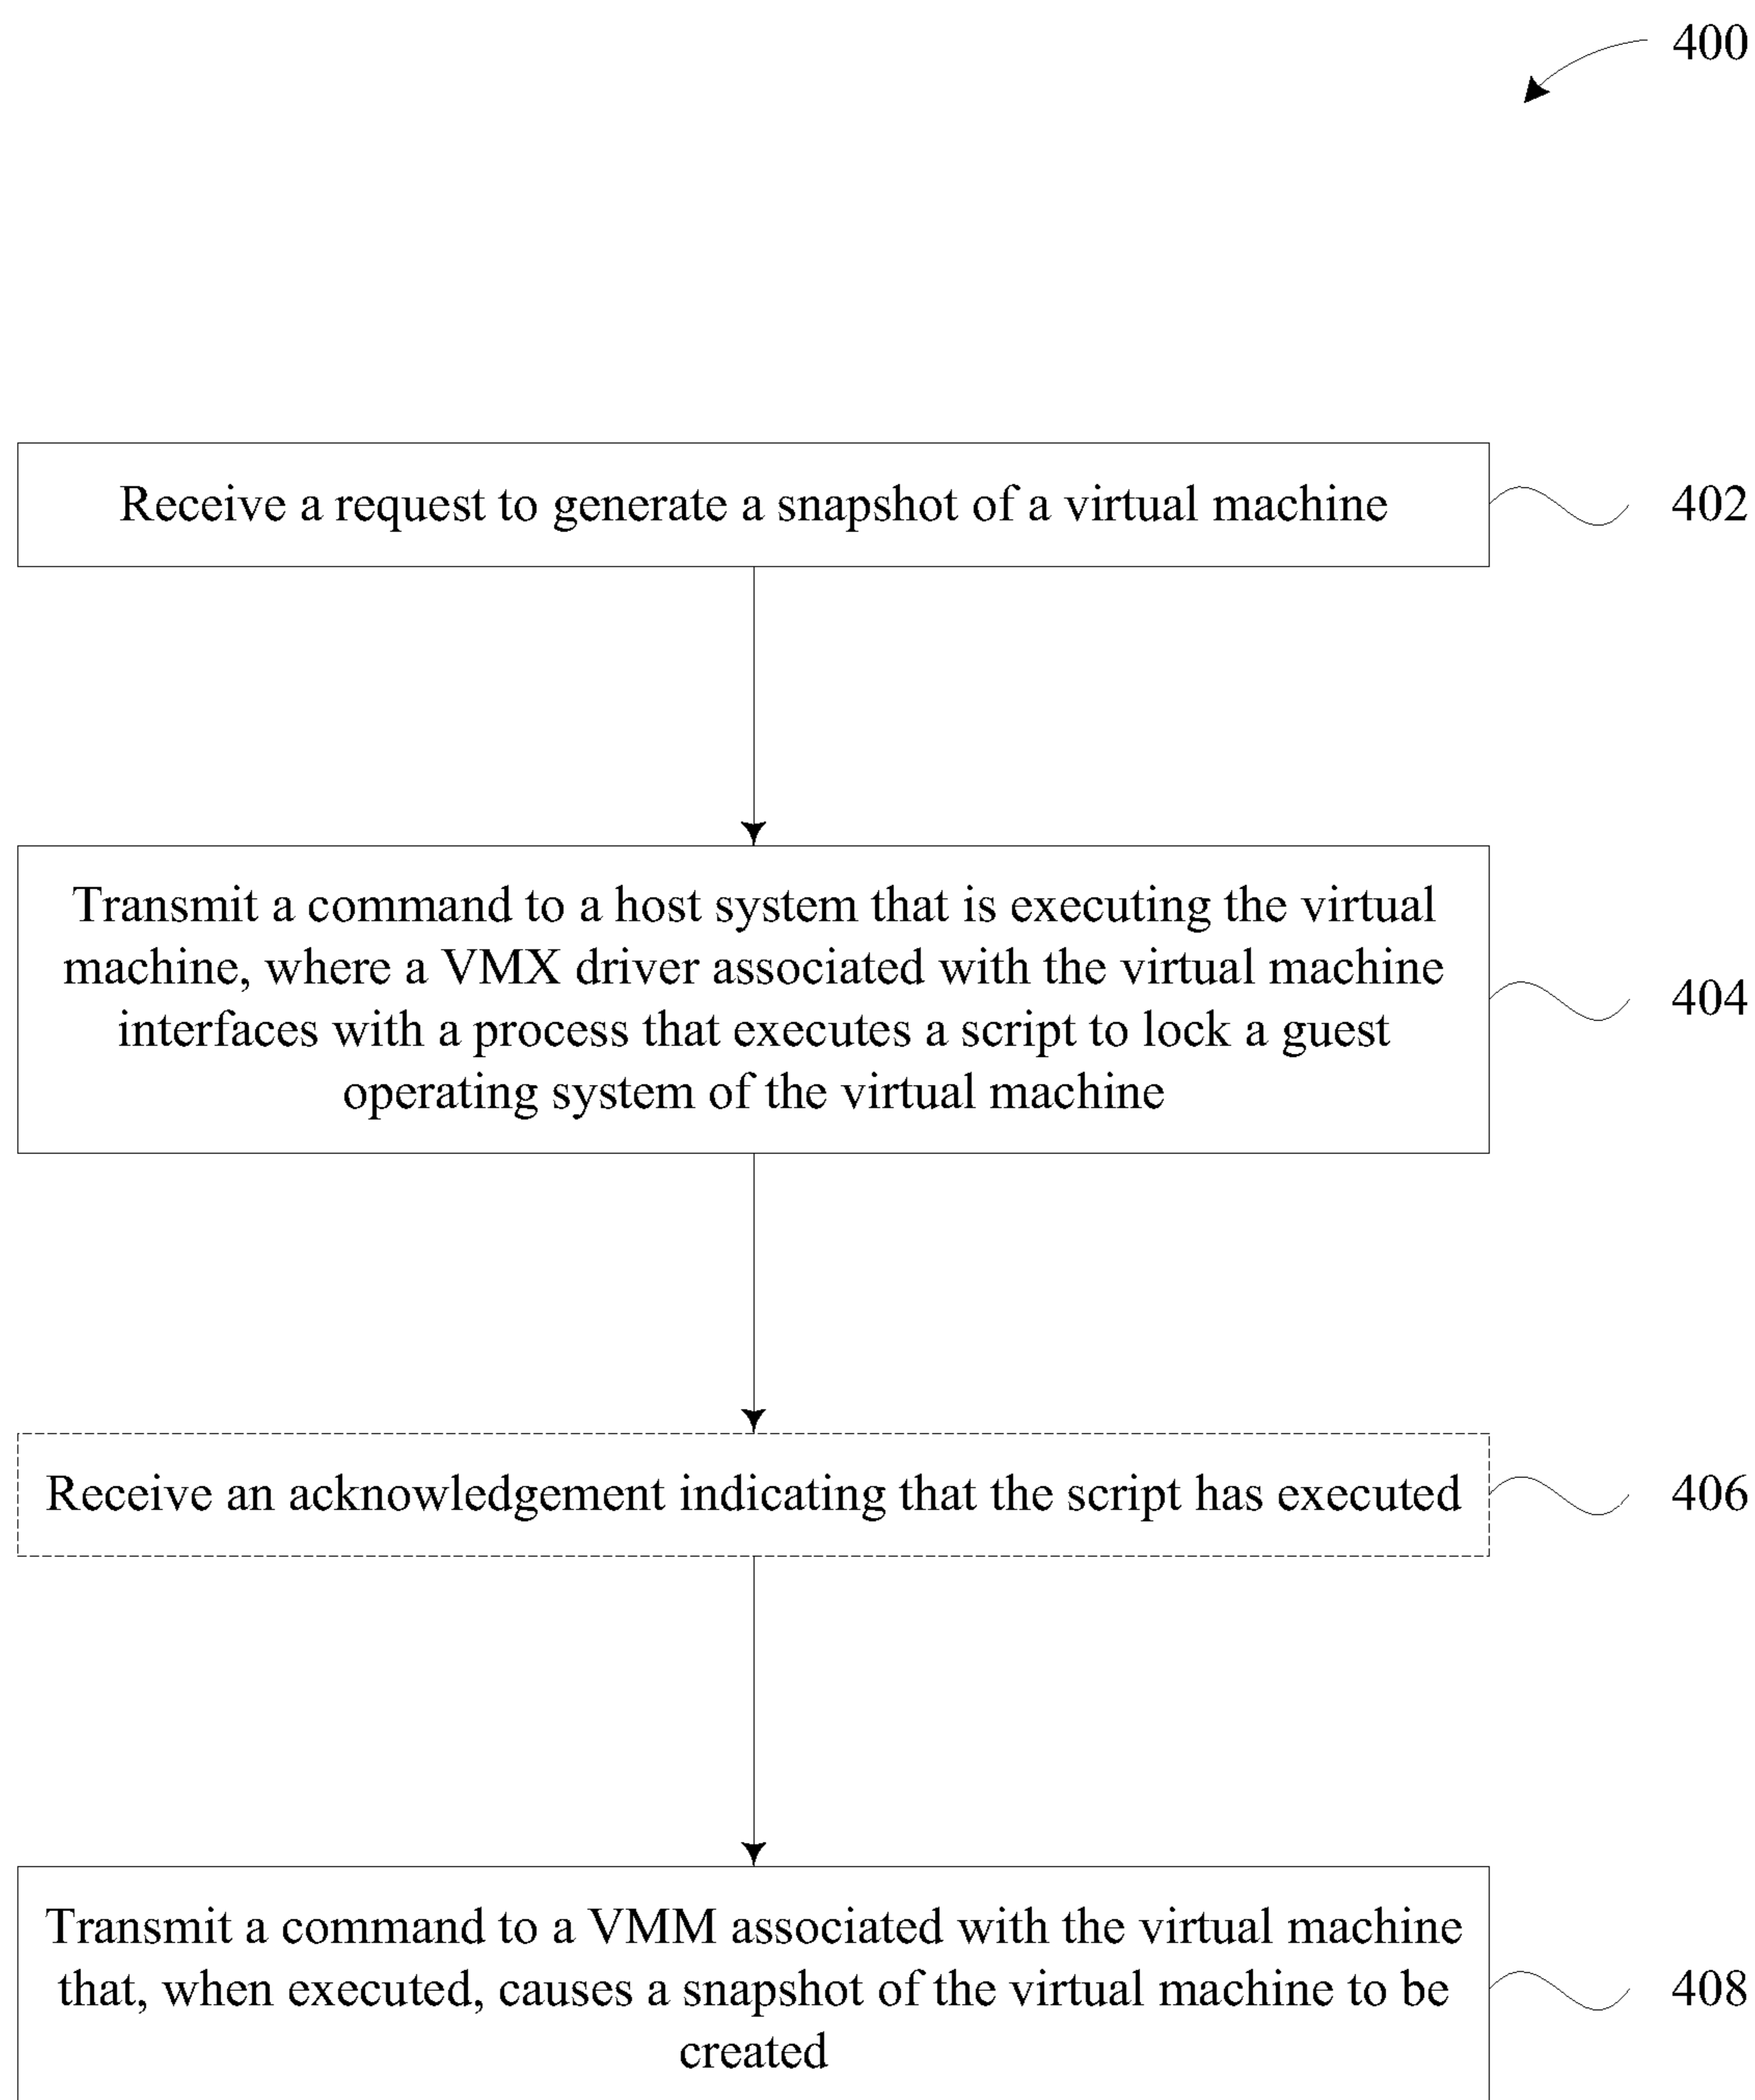 400
Receive a request to generate a snapshot of a virtual machine
402
Transmit a command to a host system that is executing the virtual
machine, where a VMX driver associated with the virtual machine
interfaces with a process that executes a script to lock a guest
operating system of the virtual machine
404
Receive an acknowledgement indicating that the script has executed
406
Transmit a command to a VMM associated with the virtual machine
that, when executed, causes a snapshot of the virtual machine to be
created
408